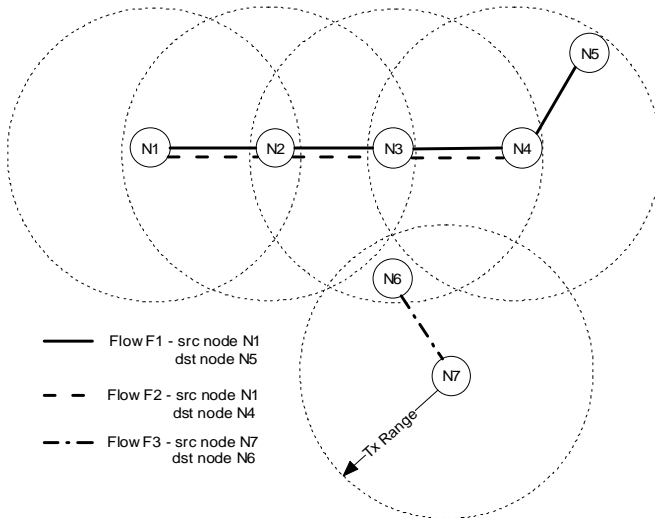 N5
N1
N2
N3
N4
N6
N7
Tx Range
Flow F1 - src node N1
dst node N5
Flow F2 - src node N1
dst node N4
Flow F3 - src node N7
dst node N6